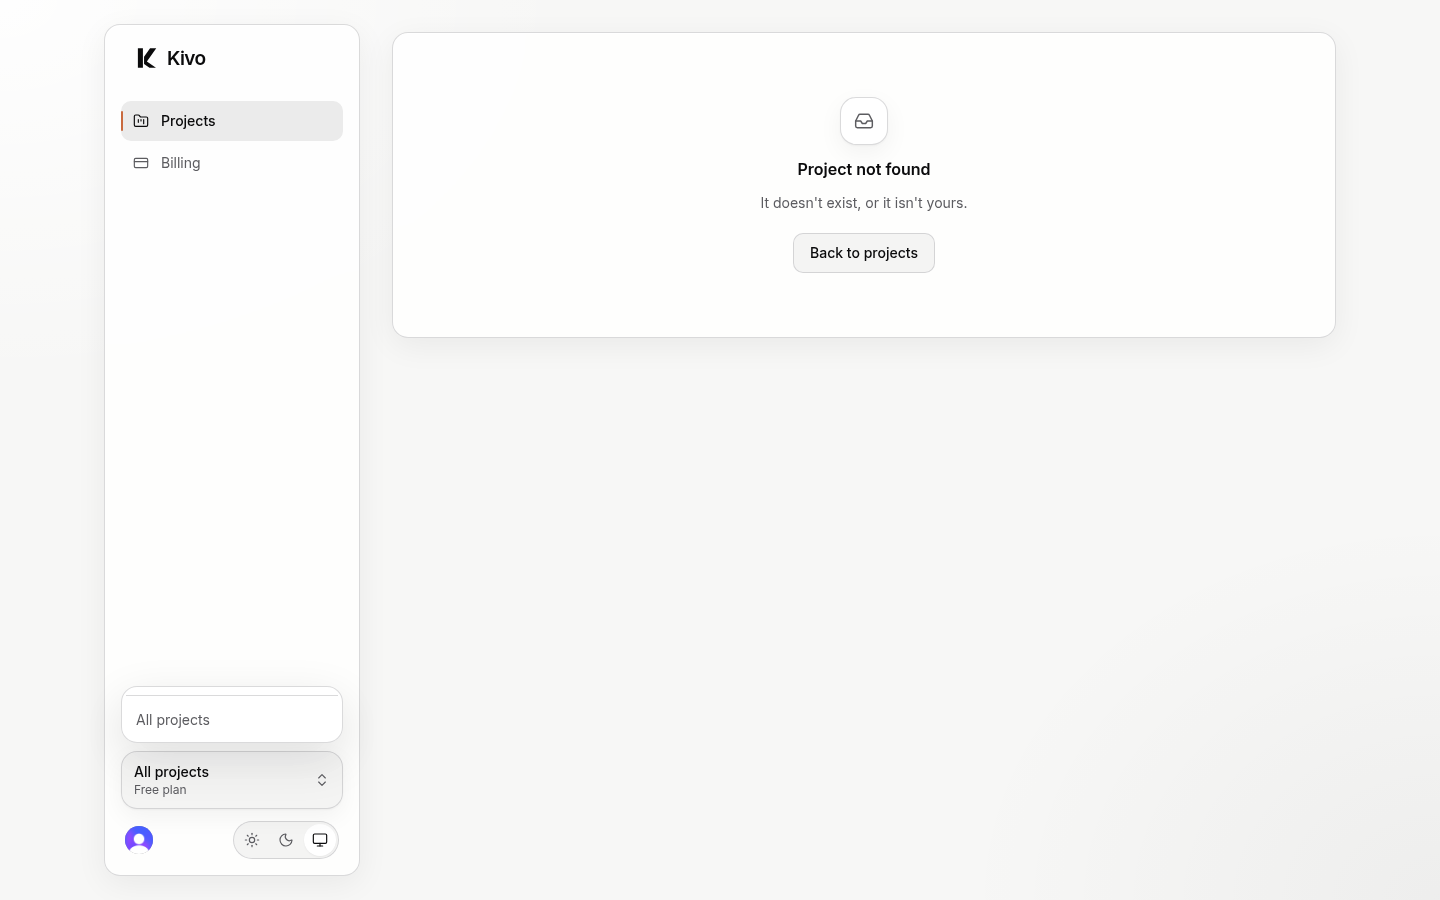 Kivo
Projects
Billing
Project not found
It doesn't exist, or it isn't yours.
Back to projects
All projects
All projects
Free plan